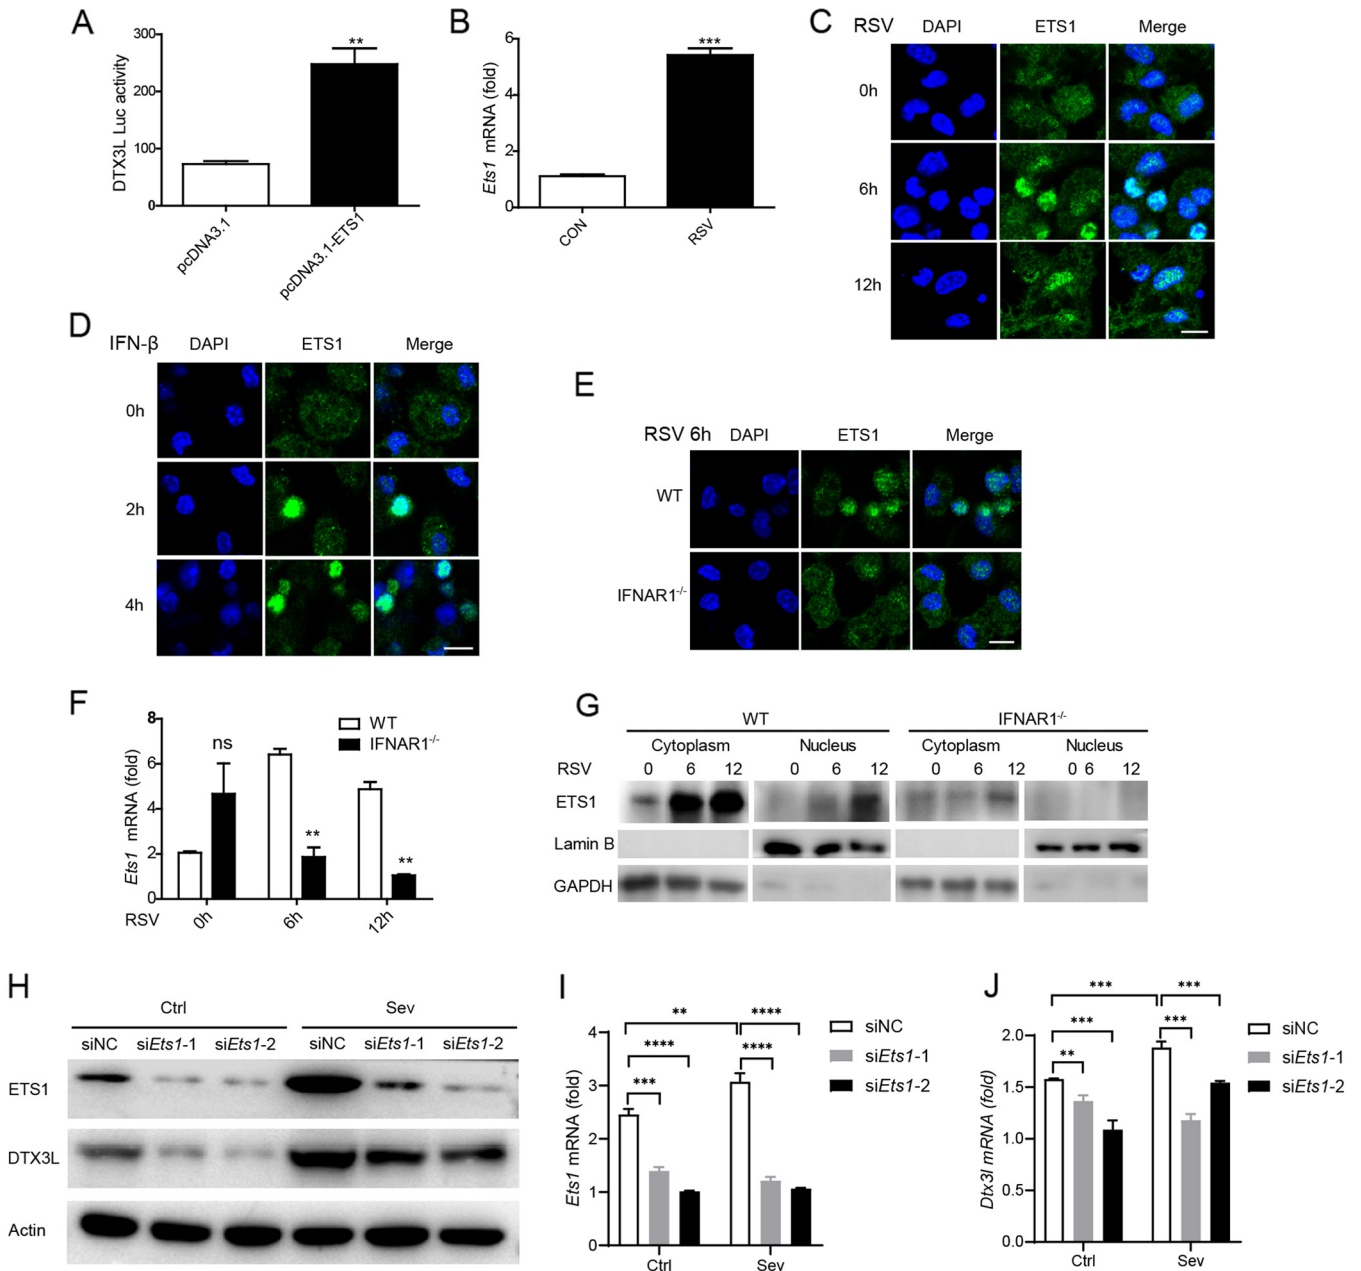 A
300
200
100
0
DTX3L Luc activity
**
pcDNA3.1
pcDNA3.1-ETS1
B
6
4
2
0
Ets1 mRNA (fold)
***
CON
RSV
C
RSV DAPI ETS1 Merge
0h
6h
12h
D
IFN-β DAPI ETS1 Merge
0h
2h
4h
E
RSV 6h DAPI ETS1 Merge
WT
IFNAR1-/-
F
8
6
4
2
0
Ets1 mRNA (fold)
WT
IFNAR1-/-
ns
**
**
RSV 0h 6h 12h
G
WT IFNAR1-/-
Cytoplasm Nucleus Cytoplasm Nucleus
RSV 0 6 12 0 6 12 0 6 12 0 6 12
ETS1
Lamin B
GAPDH
H
Ctrl Sev
siNC siEts1-1 siEts1-2 siNC siEts1-1 siEts1-2
ETS1
DTX3L
Actin
I
4
3
2
1
0
Ets1 mRNA (fold)
** ****
**** ****
***
siNC
siEts1-1
siEts1-2
Ctrl Sev
J
2.0
1.5
1.0
0.5
0.0
Dtx3l mRNA (fold)
*** ***
*** ***
**
siNC
siEts1-1
siEts1-2
Ctrl Sev